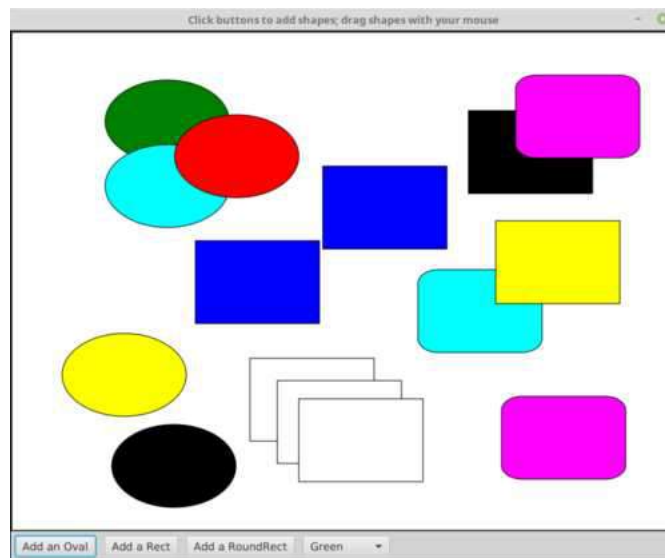 Click buttons to add shapes; drag shapes with your mouse
Add an Oval Add a Rect Add a RoundRect Green